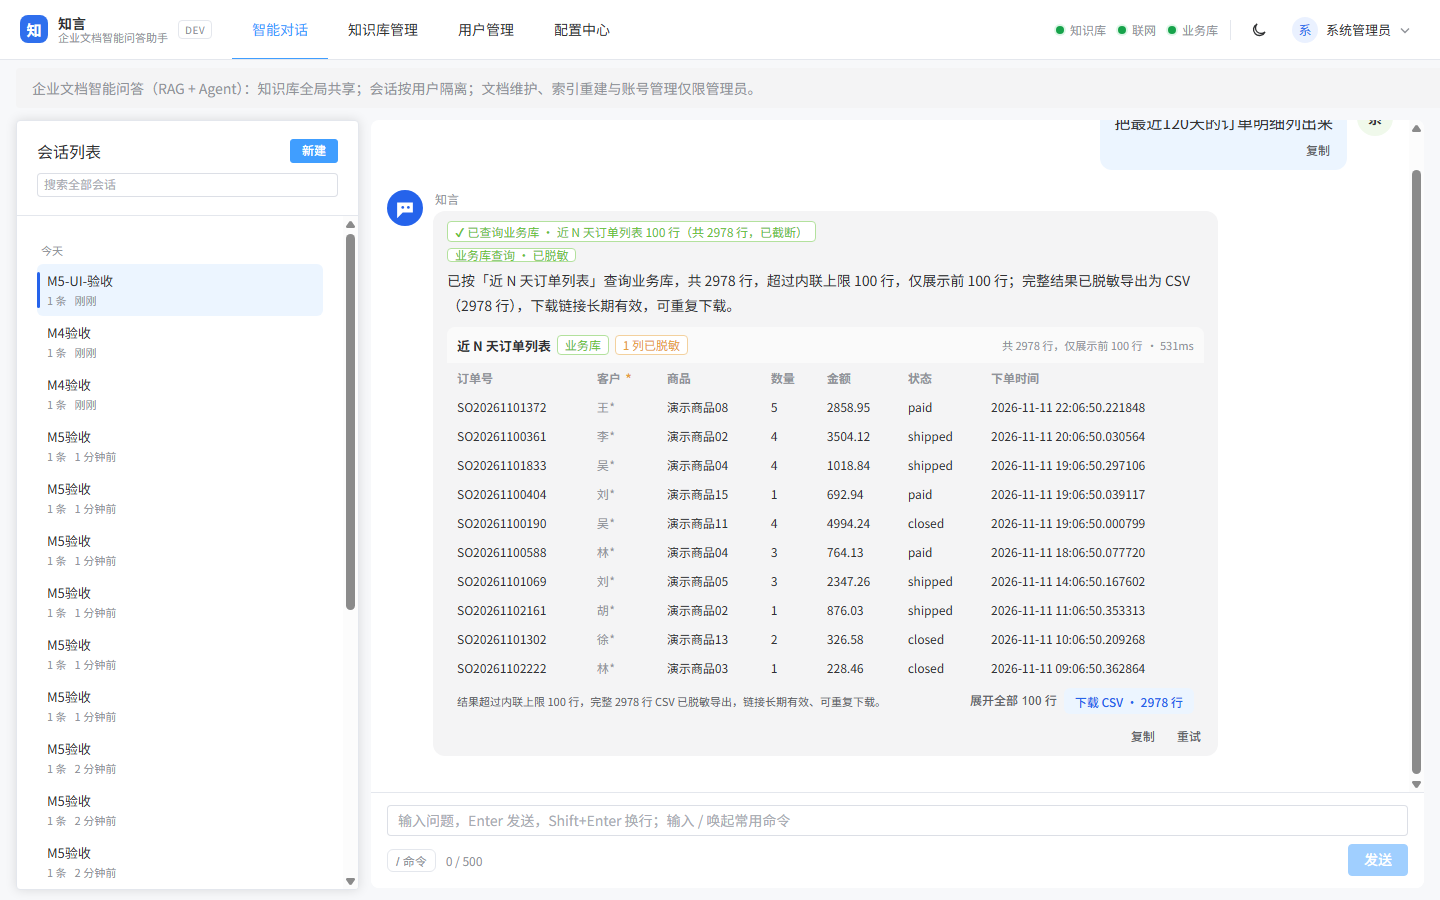 知
知言
企业文档智能问答助手
DEV
智能对话
知识库管理
用户管理
配置中心
知识库
联网
业务库
系
系统管理员
企业文档智能问答（RAG + Agent）：知识库全局共享；会话按用户隔离；文档维护、索引重建与账号管理仅限管理员。
会话列表
新建
搜索全部会话
今天
M5-UI-验收
1 条 刚刚
M4验收
1 条 刚刚
M4验收
1 条 刚刚
M5验收
1 条 1 分钟前
M5验收
1 条 1 分钟前
M5验收
1 条 1 分钟前
M5验收
1 条 1 分钟前
M5验收
1 条 1 分钟前
M5验收
1 条 1 分钟前
M5验收
1 条 2 分钟前
M5验收
1 条 2 分钟前
M5验收
1 条 2 分钟前
把最近120天的订单明细列出来
复制
系
知言
✓ 已查询业务库 · 近 N 天订单列表 100 行（共 2978 行，已截断）
业务库查询 · 已脱敏
已按「近 N 天订单列表」查询业务库，共 2978 行，超过内联上限 100 行，仅展示前 100 行；完整结果已脱敏导出为 CSV
（2978 行），下载链接长期有效，可重复下载。
近 N 天订单列表 业务库 1 列已脱敏 共 2978 行，仅展示前 100 行 · 531ms
订单号 客户 * 商品 数量 金额 状态 下单时间
SO20261101372 王* 演示商品08 5 2858.95 paid 2026-11-11 22:06:50.221848
SO20261100361 李* 演示商品02 4 3504.12 shipped 2026-11-11 20:06:50.030564
SO20261101833 吴* 演示商品04 4 1018.84 shipped 2026-11-11 19:06:50.297106
SO20261100404 刘* 演示商品15 1 692.94 paid 2026-11-11 19:06:50.039117
SO20261100190 吴* 演示商品11 4 4994.24 closed 2026-11-11 19:06:50.000799
SO20261100588 林* 演示商品04 3 764.13 paid 2026-11-11 18:06:50.077720
SO20261101069 刘* 演示商品05 3 2347.26 shipped 2026-11-11 14:06:50.167602
SO20261102161 胡* 演示商品02 1 876.03 shipped 2026-11-11 11:06:50.353313
SO20261101302 徐* 演示商品13 2 326.58 closed 2026-11-11 10:06:50.209268
SO20261102222 林* 演示商品03 1 228.46 closed 2026-11-11 09:06:50.362864
结果超过内联上限 100 行，完整 2978 行 CSV 已脱敏导出，链接长期有效、可重复下载。
展开全部 100 行
下载 CSV · 2978 行
复制
重试
输入问题，Enter 发送，Shift+Enter 换行；输入 / 唤起常用命令
/ 命令
0 / 500
发送